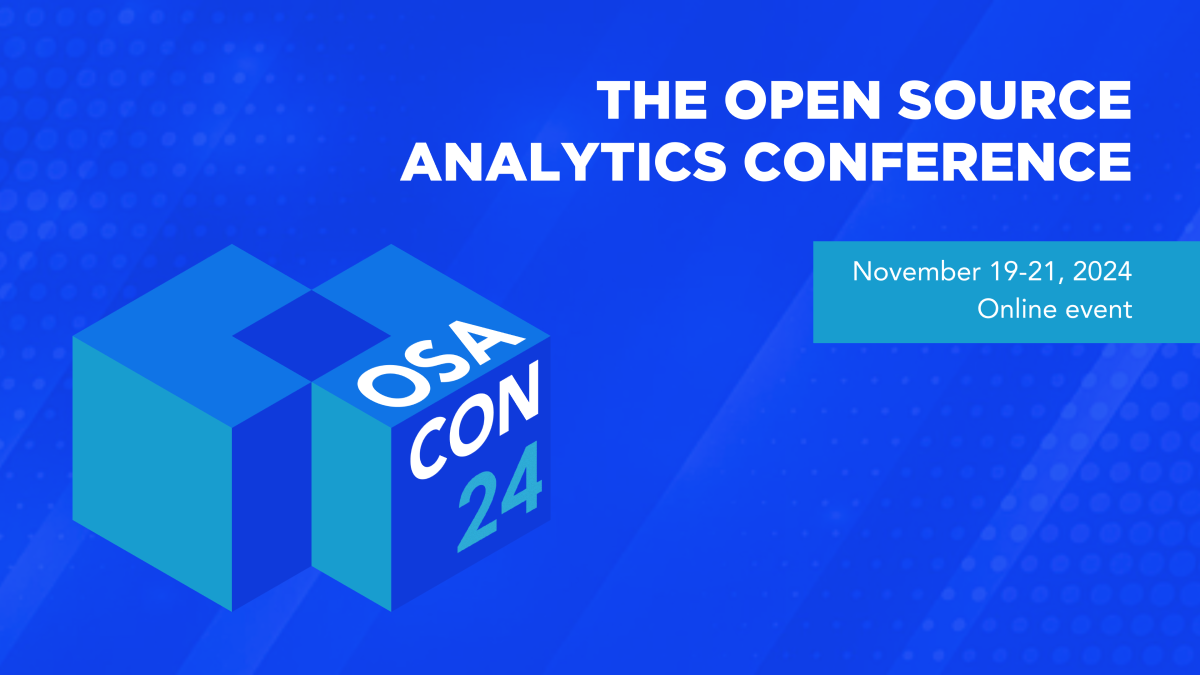 THE OPEN SOURCE
ANALYTICS CONFERENCE
November 19-21, 2024
Online event
OSA
CON
24